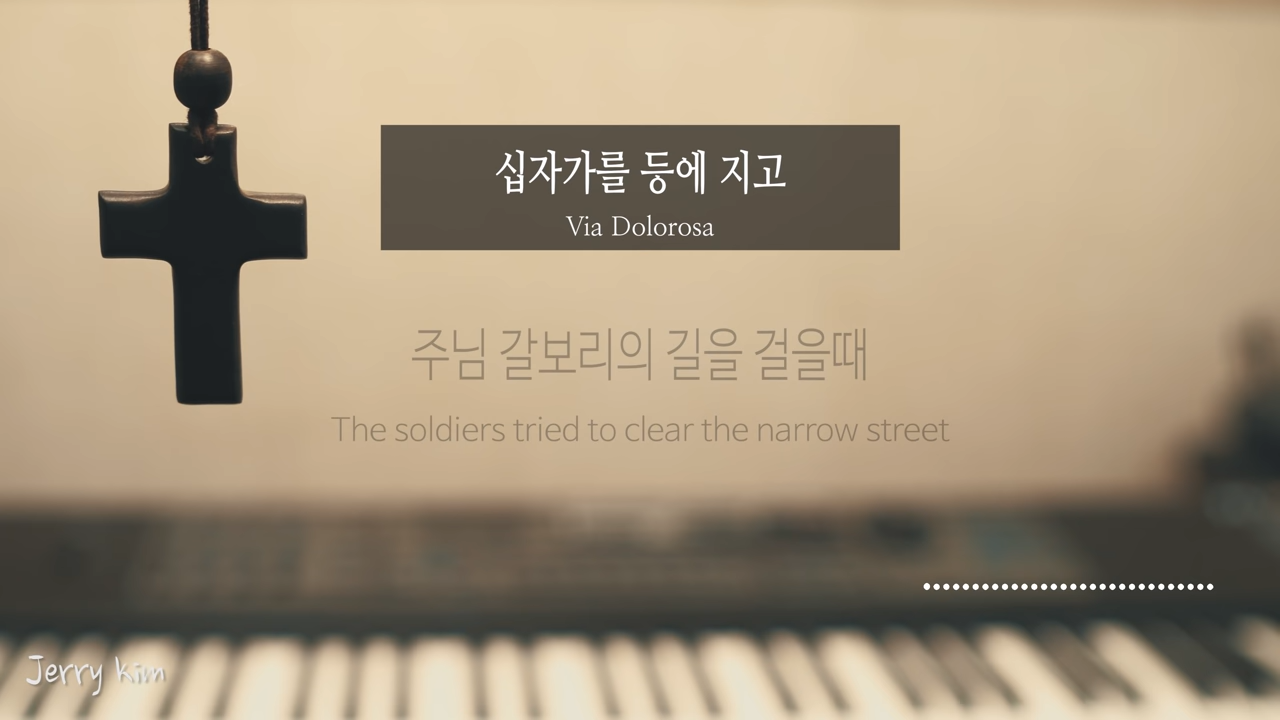 십자가를 등에 지고
Via Dolorosa
주님 갈보리의 길을 걸을때
The soldiers tried to clear the narrow street
Jerry Kim